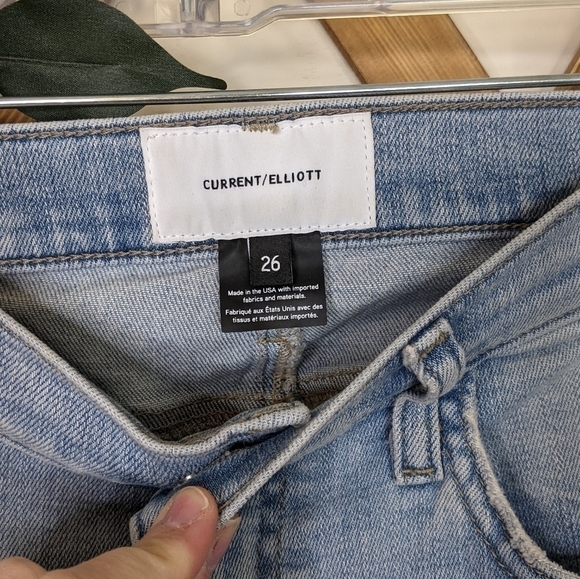 CURRENT/ELLIOTT
26
Made in the USA with imported
fabrics and materials.
Fabriqué aux États Unis avec des
tissus et matériaux importés.